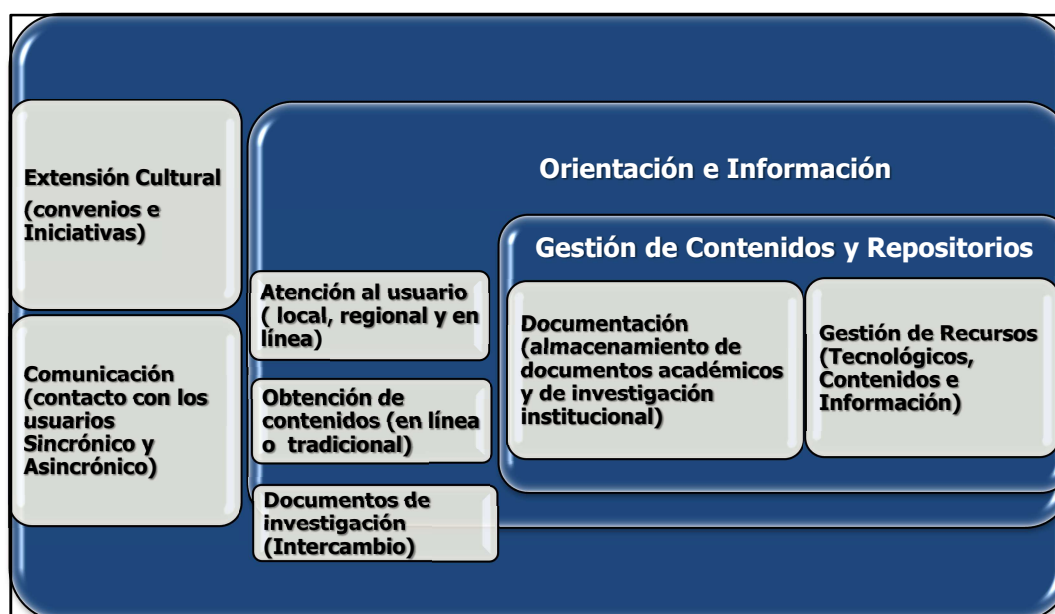 Extensión Cultural
(convenios e
Iniciativas)
Comunicación
(contacto con los
usuarios
Sincrónico y
Asincrónico)
Orientación e Información
Atención al usuario
( local, regional y en
línea)
Obtención de
contenidos (en línea
o tradicional)
Documentos de
investigación
(Intercambio)
Gestión de Contenidos y Repositorios
Documentación
(almacenamiento de
documentos académicos
y de investigación
institucional)
Gestión de Recursos
(Tecnológicos,
Contenidos e
Información)